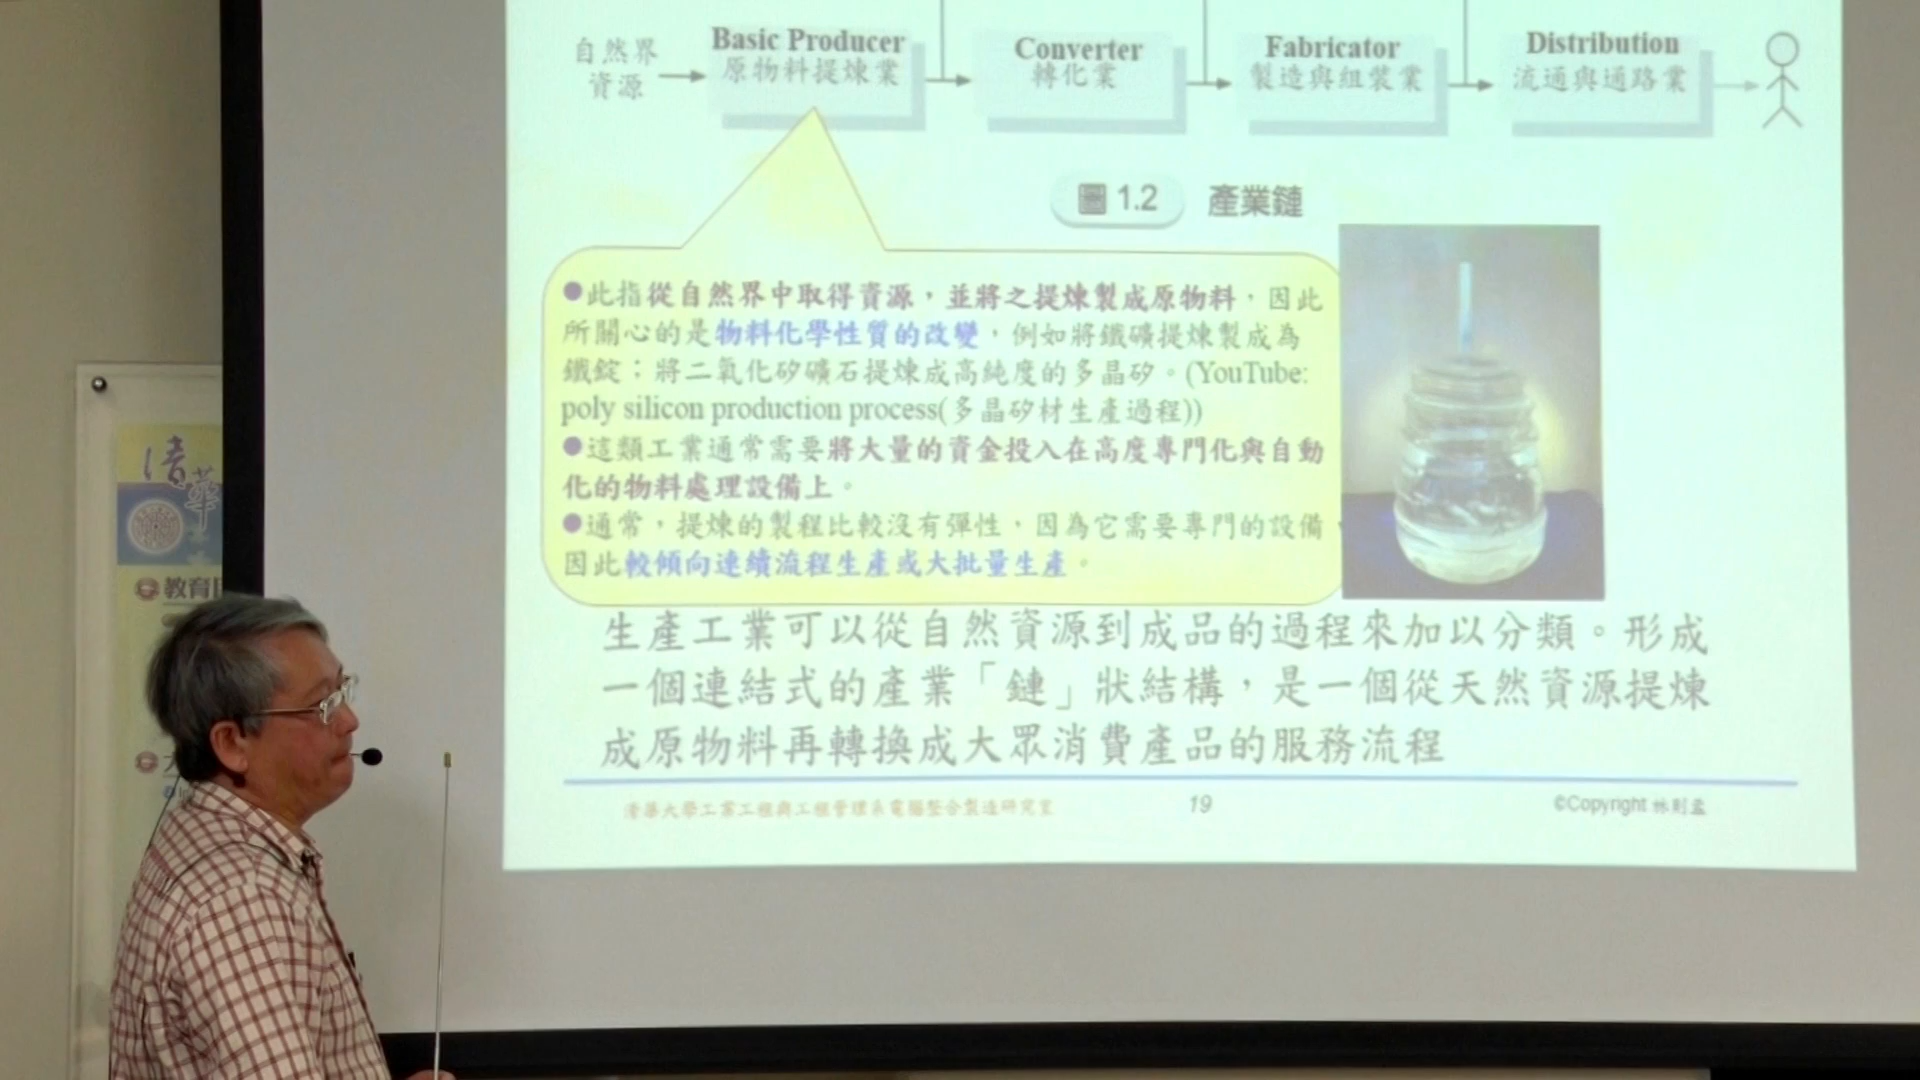 自然界
資源
Basic Producer
原物料提煉業
Converter
轉化業
Fabricator
製造與組裝業
Distribution
流通與通路業
圖 1.2 產業鏈
●此指從自然界中取得資源，並將之提煉製成原物料，因此
所關心的是物料化學性質的改變，例如將鐵礦提煉製成為
鐵錠；將二氧化矽礦石提煉成高純度的多晶矽。(YouTube:
poly silicon production process(多晶矽材生產過程))
●這類工業通常需要將大量的資金投入在高度專門化與自動
化的物料處理設備上。
●通常，提煉的製程比較沒有彈性，因為它需要專門的設備，
因此較傾向連續流程生產或大批量生產。
生產工業可以從自然資源到成品的過程來加以分類。形成
一個連結式的產業「鏈」狀結構，是一個從天然資源提煉
成原物料再轉換成大眾消費產品的服務流程
清華大學工業工程與工程管理系電腦整合製造研究室
19
©Copyright 林則孟
清華
教育